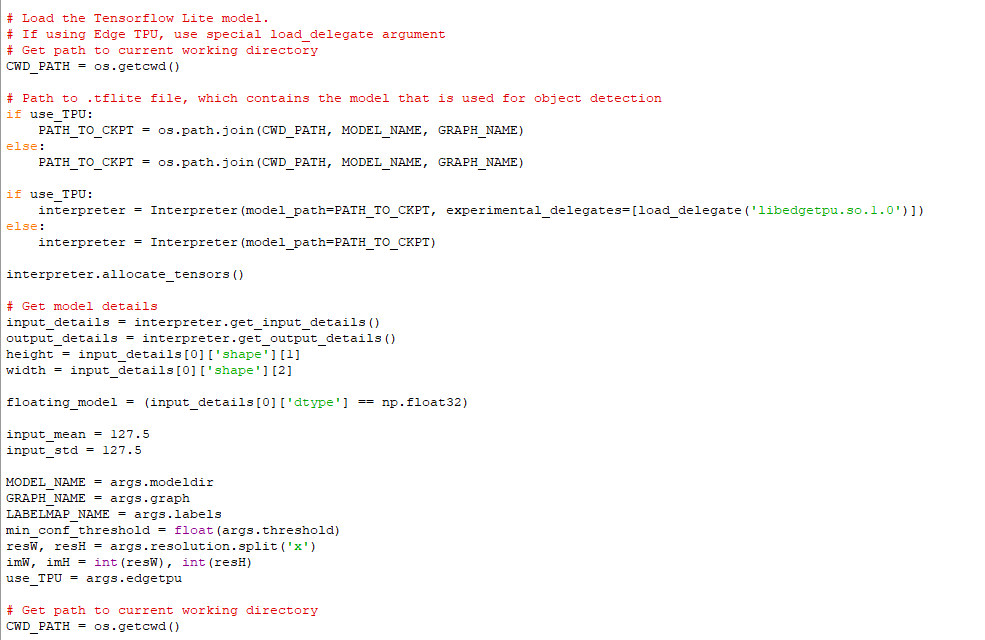 # Load the Tensorflow Lite model.
# If using Edge TPU, use special load_delegate argument
# Get path to current working directory
CWD_PATH = os.getcwd()
# Path to .tflite file, which contains the model that is used for object detection
if use_TPU:
    PATH_TO_CKPT = os.path.join(CWD_PATH, MODEL_NAME, GRAPH_NAME)
else:
    PATH_TO_CKPT = os.path.join(CWD_PATH, MODEL_NAME, GRAPH_NAME)
if use_TPU:
    interpreter = Interpreter(model_path=PATH_TO_CKPT, experimental_delegates=[load_delegate('libedgetpu.so.1.0')])
else:
    interpreter = Interpreter(model_path=PATH_TO_CKPT)
interpreter.allocate_tensors()
# Get model details
input_details = interpreter.get_input_details()
output_details = interpreter.get_output_details()
height = input_details[0]['shape'][1]
width = input_details[0]['shape'][2]
floating_model = (input_details[0]['dtype'] == np.float32)
input_mean = 127.5
input_std = 127.5
MODEL_NAME = args.modeldir
GRAPH_NAME = args.graph
LABELMAP_NAME = args.labels
min_conf_threshold = float(args.threshold)
resW, resH = args.resolution.split('x')
imW, imH = int(resW), int(resH)
use_TPU = args.edgetpu
# Get path to current working directory
CWD_PATH = os.getcwd()